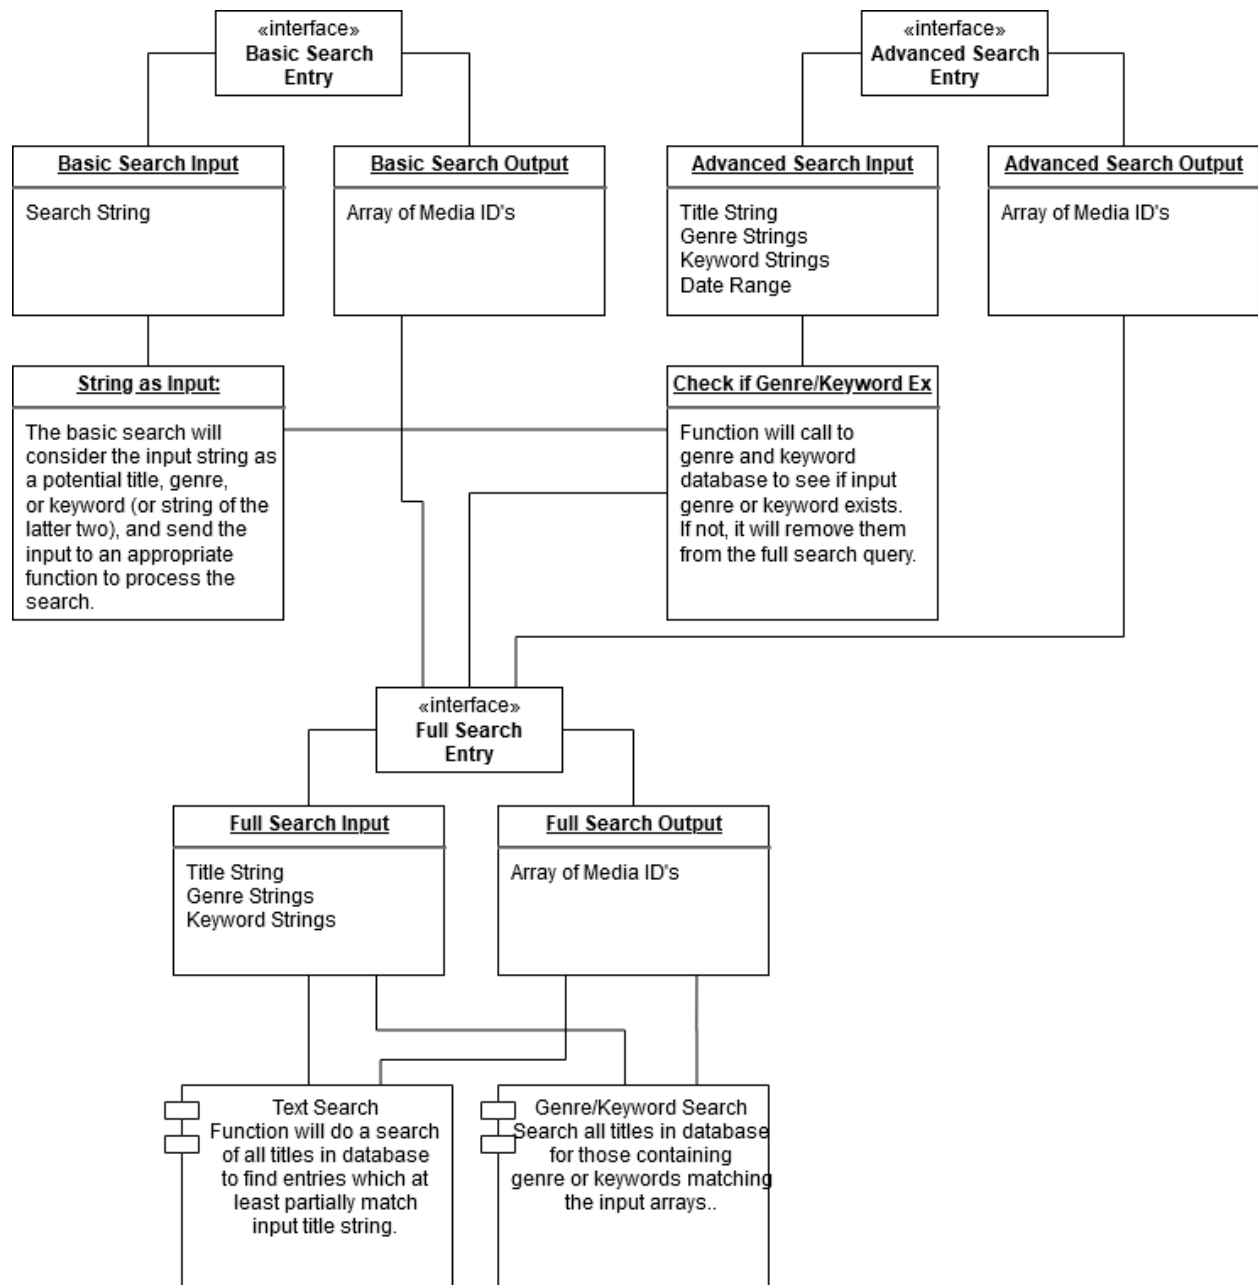 «interface»
Basic Search
Entry
«interface»
Advanced Search
Entry
Basic Search Input
Search String
Basic Search Output
Array of Media ID's
Advanced Search Input
Title String
Genre Strings
Keyword Strings
Date Range
Advanced Search Output
Array of Media ID's
String as Input:
The basic search will
consider the input string as
a potential title, genre,
or keyword (or string of the
latter two), and send the
input to an appropriate
function to process the
search.
Check if Genre/Keyword Ex
Function will call to
genre and keyword
database to see if input
genre or keyword exists.
If not, it will remove them
from the full search query.
«interface»
Full Search
Entry
Full Search Input
Title String
Genre Strings
Keyword Strings
Full Search Output
Array of Media ID's
Text Search
Function will do a search
of all titles in database
to find entries which at
least partially match
input title string.
Genre/Keyword Search
Search all titles in database
for those containing
genre or keywords matching
the input arrays..